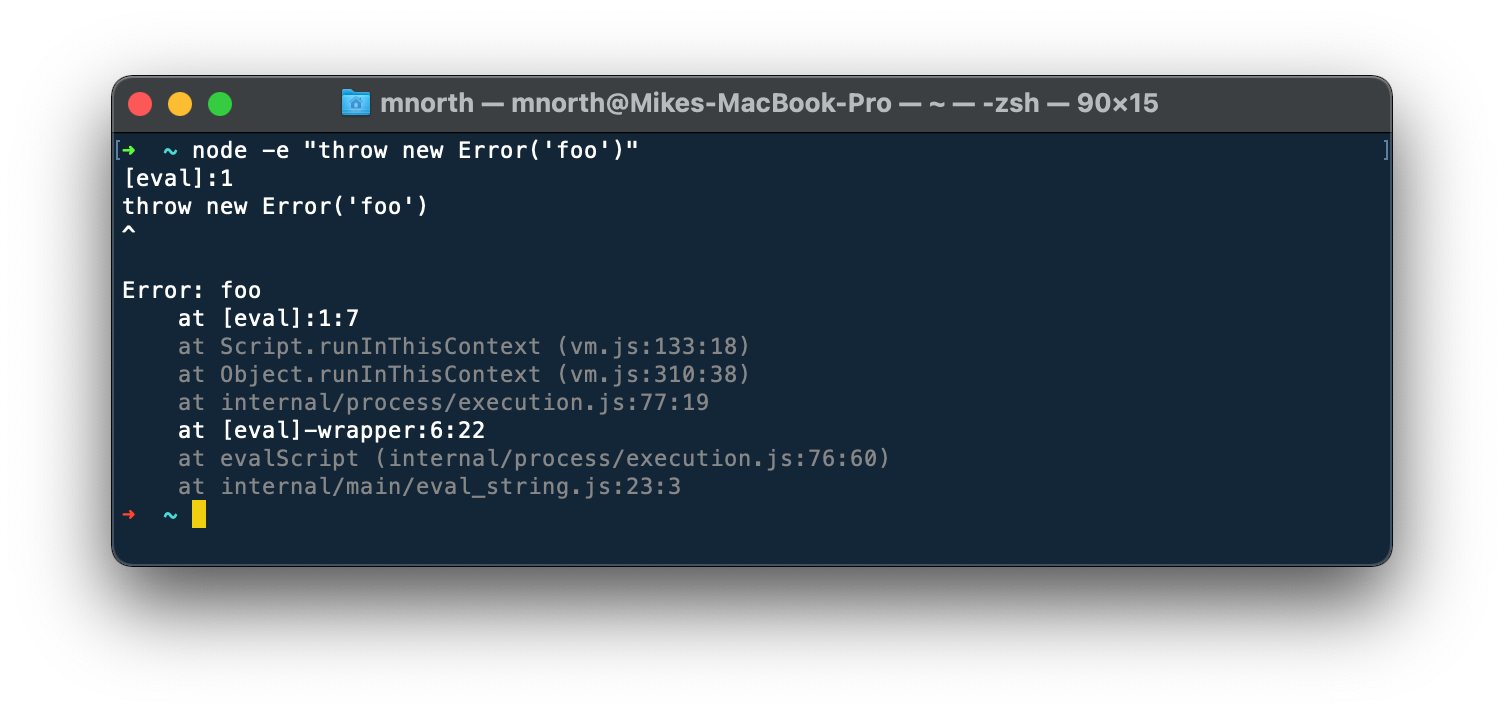 mnorth — mnorth@Mikes-MacBook-Pro — ~ — -zsh — 90×15
[➜  ~ node -e "throw new Error('foo')" ]
[eval]:1
throw new Error('foo')
^

Error: foo
    at [eval]:1:7
    at Script.runInThisContext (vm.js:133:18)
    at Object.runInThisContext (vm.js:310:38)
    at internal/process/execution.js:77:19
    at [eval]-wrapper:6:22
    at evalScript (internal/process/execution.js:76:60)
    at internal/main/eval_string.js:23:3
➜  ~